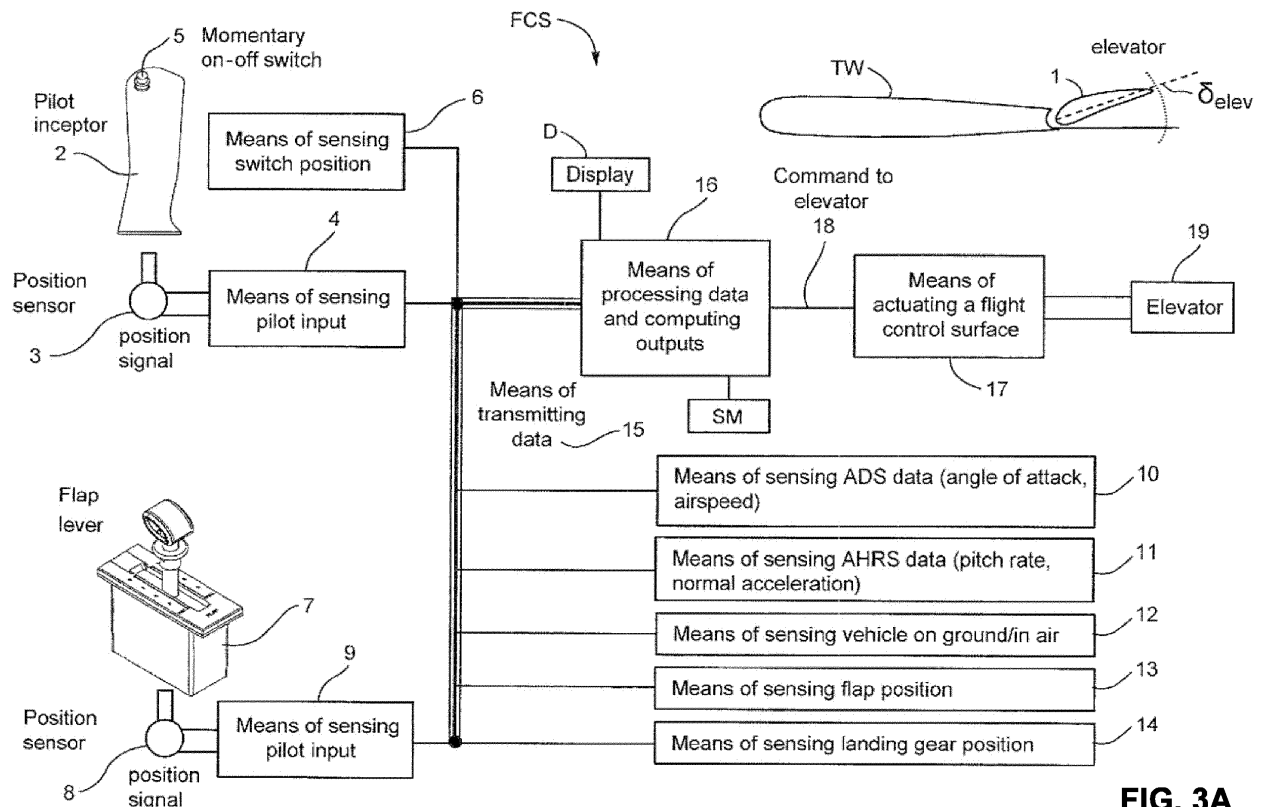 FCS
5
Momentary
on-off switch
Pilot
inceptor
2
6
Means of sensing
switch position
elevator
1
TW
δelev
D
Display
16
Command to
elevator
18
19
4
Position
sensor
3
Means of sensing
pilot input
position
signal
Means of
processing data
and computing
outputs
Means of
actuating a flight
control surface
17
Elevator
SM
Means of
transmitting
data
15
Flap
lever
7
Means of sensing ADS data (angle of attack,
airspeed)
10
Means of sensing AHRS data (pitch rate,
normal acceleration)
11
Means of sensing vehicle on ground/in air
12
Means of sensing flap position
13
Means of sensing landing gear position
14
9
Position
sensor
8
Means of sensing
pilot input
position
signal
FIG. 3A